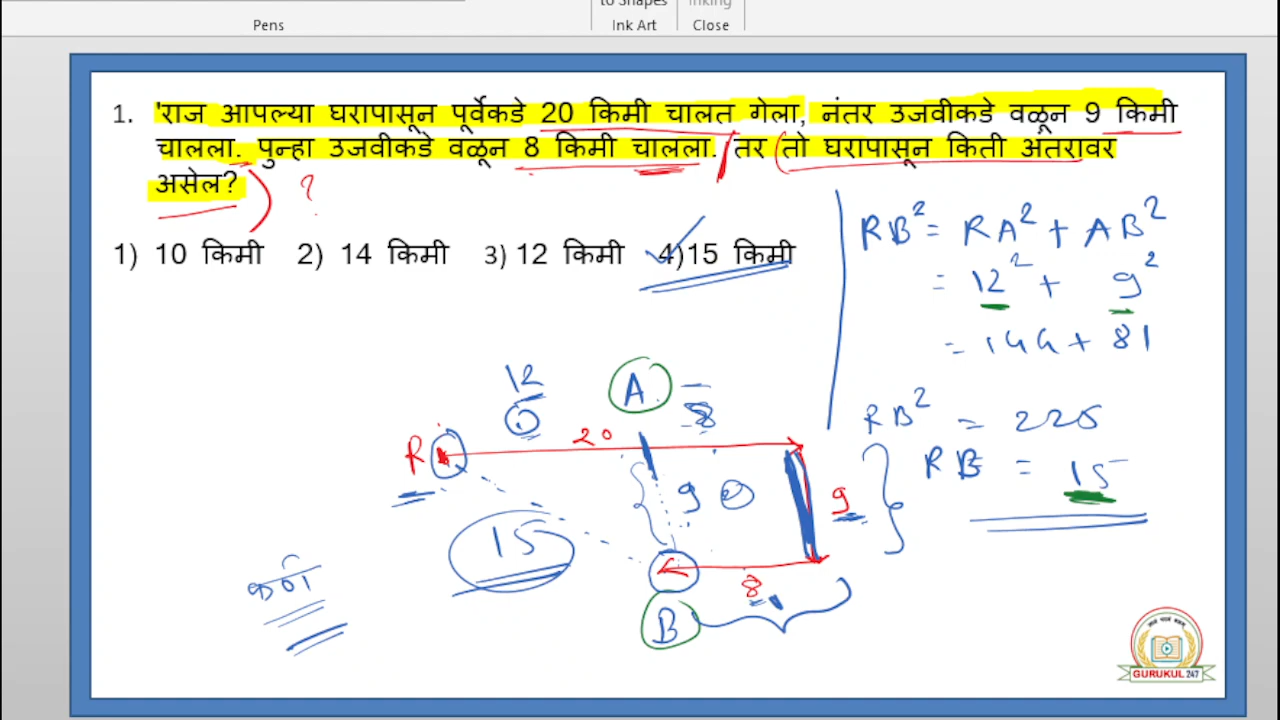 to Shapes
Inking
Pens
Ink Art
Close
1. 'राज आपल्या घरापासून पूर्वेकडे 20 किमी चालत गेला, नंतर उजवीकडे वळून 9 किमी
चालला. पुन्हा उजवीकडे वळून 8 किमी चालला. तर तो घरापासून किती अंतरावर
असेल?
?
1) 10 किमी 2) 14 किमी 3) 12 किमी 4)15 किमी
RB² = RA² + AB²
= 12² + 9²
= 144 + 81
RB² = 225
RB = 15
12
A
8
R
20
9
9
15
8
B
कर्ण
GURUKUL 247